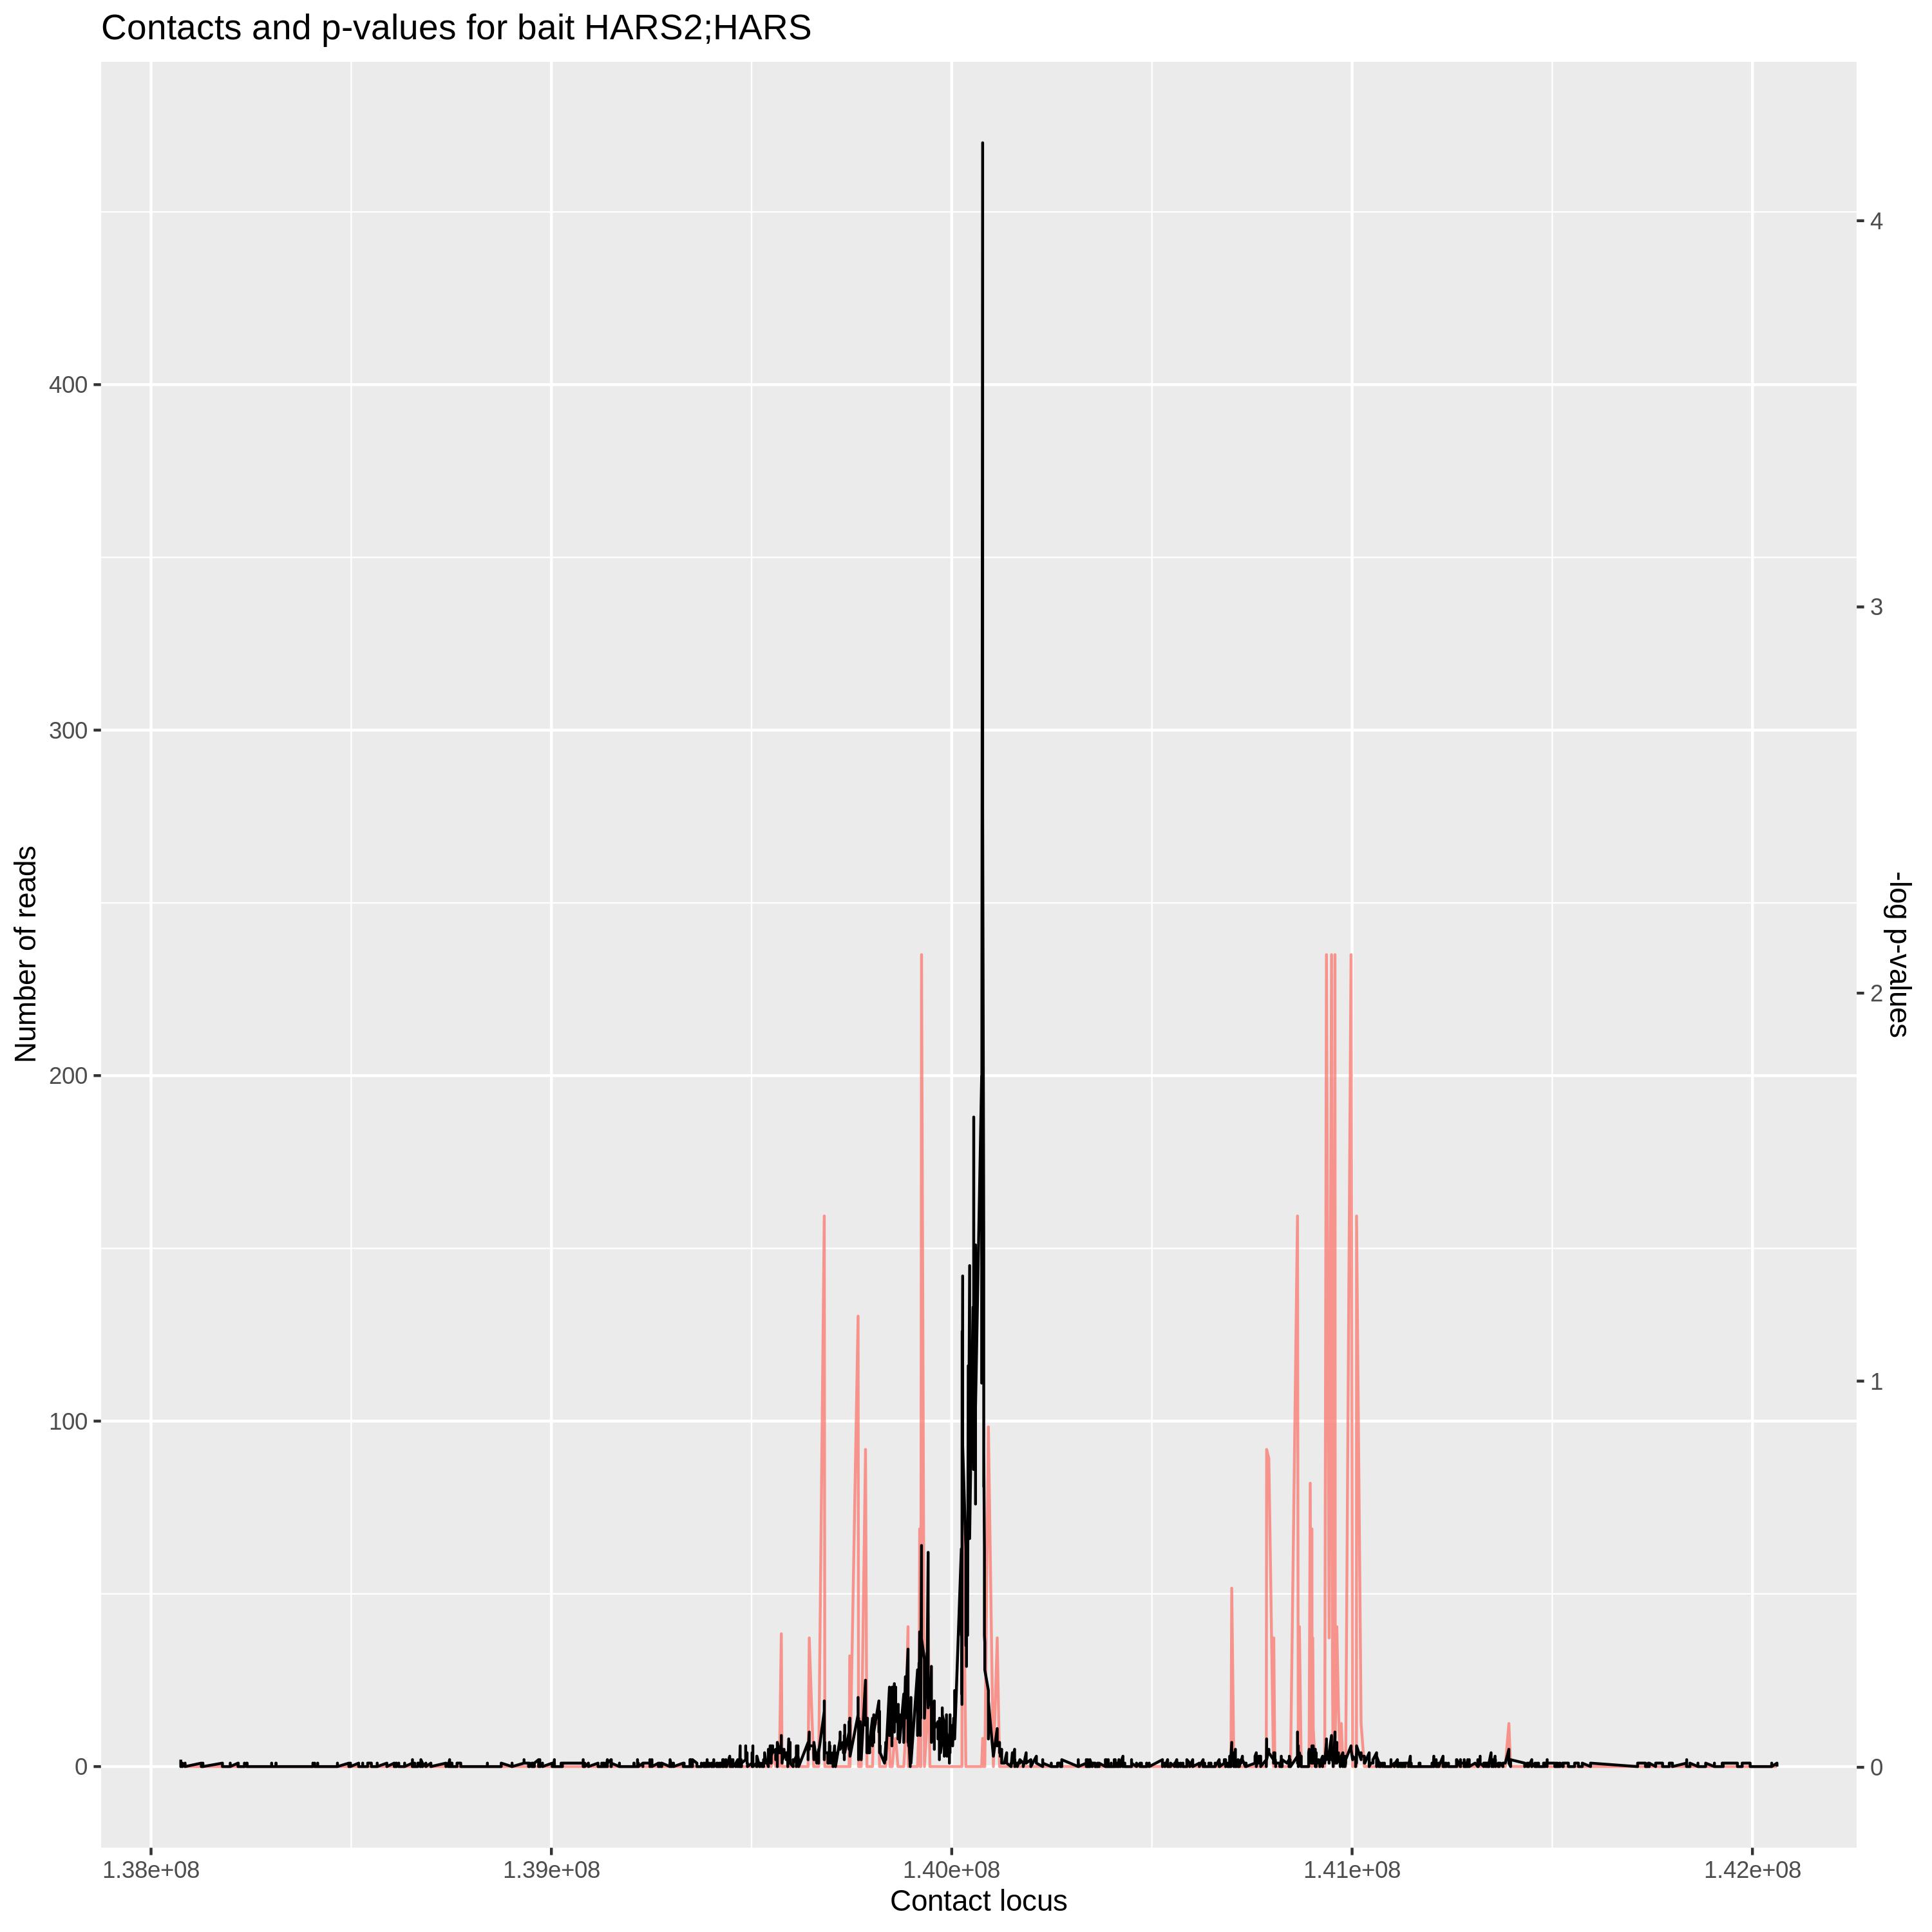 Contacts and p-values for bait HARS2;HARS
Number of reads
400
300
200
100
0
4
3
2
1
0
-log p-values
1.38e+08
1.39e+08
1.40e+08
1.41e+08
1.42e+08
Contact locus